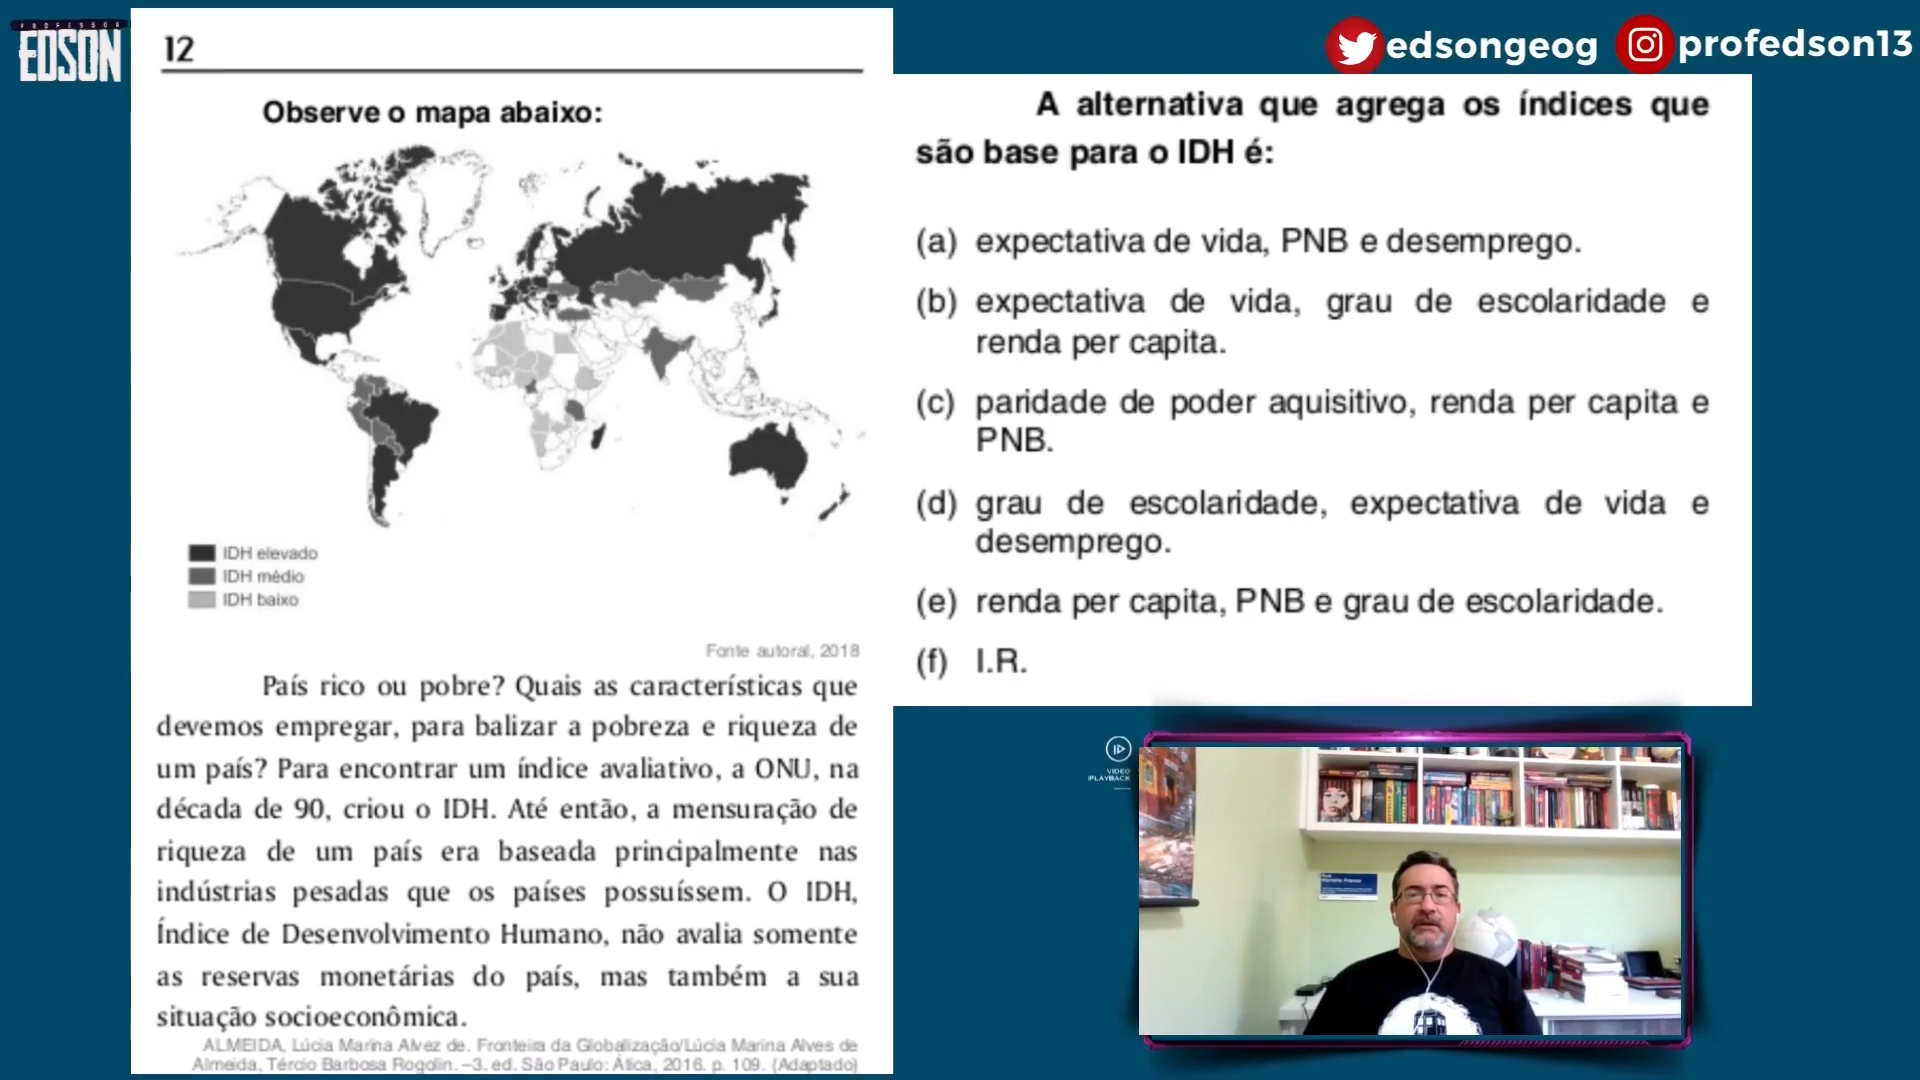 PROFESSOR
EDSON
edsongeog
profedson13
12
Observe o mapa abaixo:
IDH elevado
IDH médio
IDH baixo
Fonte autoral, 2018
País rico ou pobre? Quais as características que
devemos empregar, para balizar a pobreza e riqueza de
um país? Para encontrar um índice avaliativo, a ONU, na
década de 90, criou o IDH. Até então, a mensuração de
riqueza de um país era baseada principalmente nas
indústrias pesadas que os países possuíssem. O IDH,
Índice de Desenvolvimento Humano, não avalia somente
as reservas monetárias do país, mas também a sua
situação socioeconômica.
ALMEIDA, Lúcia Marina Alvez de. Fronteira da Globalização/Lúcia Marina Alves de
Almeida, Tércio Barbosa Rogolin. –3. ed. São Paulo: Ática, 2016. p. 109. (Adaptado)
A alternativa que agrega os índices que
são base para o IDH é:
(a) expectativa de vida, PNB e desemprego.
(b) expectativa de vida, grau de escolaridade e
renda per capita.
(c) paridade de poder aquisitivo, renda per capita e
PNB.
(d) grau de escolaridade, expectativa de vida e
desemprego.
(e) renda per capita, PNB e grau de escolaridade.
(f) I.R.
VIDEO
PLAYBACK